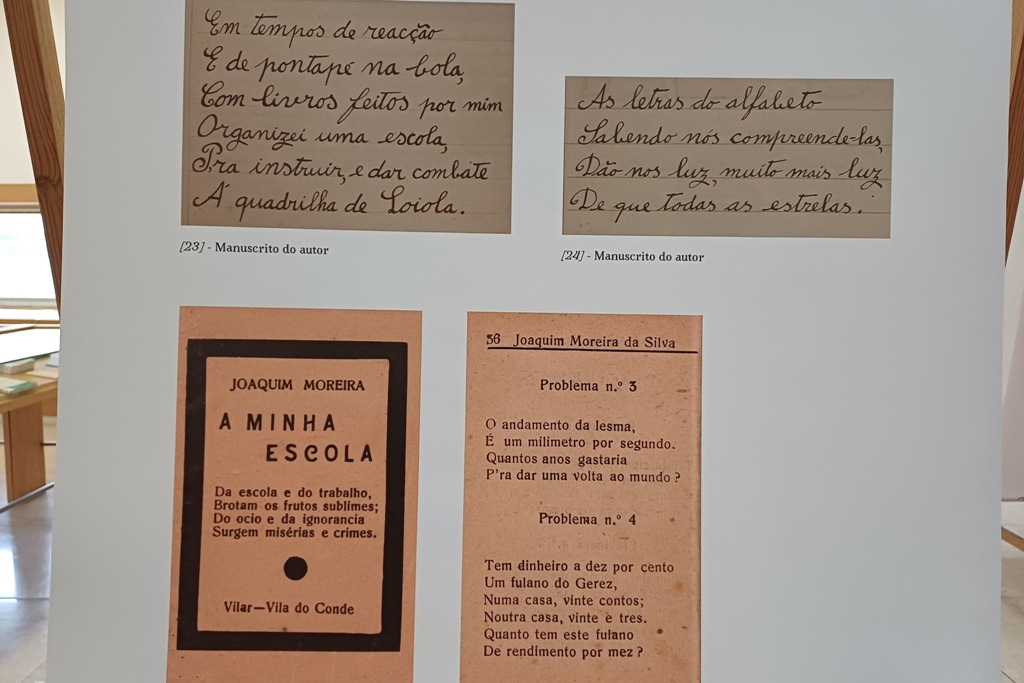 Em tempos de reacção
E de pontapé na bola,
Com livros feitos por mim
Organizei uma escola,
Pra instruir, e dar combate
Á quadrilha de Loiola.
[23] - Manuscrito do autor
As letras do alfabeto
Sabendo nós compreende-las,
Dão nos luz, muito mais luz
De que todas as estrelas.
[24] - Manuscrito do autor
JOAQUIM MOREIRA
A MINHA
ESCOLA
Da escola e do trabalho,
Brotam os frutos sublimes;
Do ocio e da ignorancia
Surgem misérias e crimes.
Vilar—Vila do Conde
56 Joaquim Moreira da Silva
Problema n.º 3
O andamento da lesma,
É um milimetro por segundo.
Quantos anos gastaria
P'ra dar uma volta ao mundo ?
Problema n.º 4
Tem dinheiro a dez por cento
Um fulano do Gerez,
Numa casa, vinte contos;
Noutra casa, vinte e tres.
Quanto tem este fulano
De rendimento por mez ?